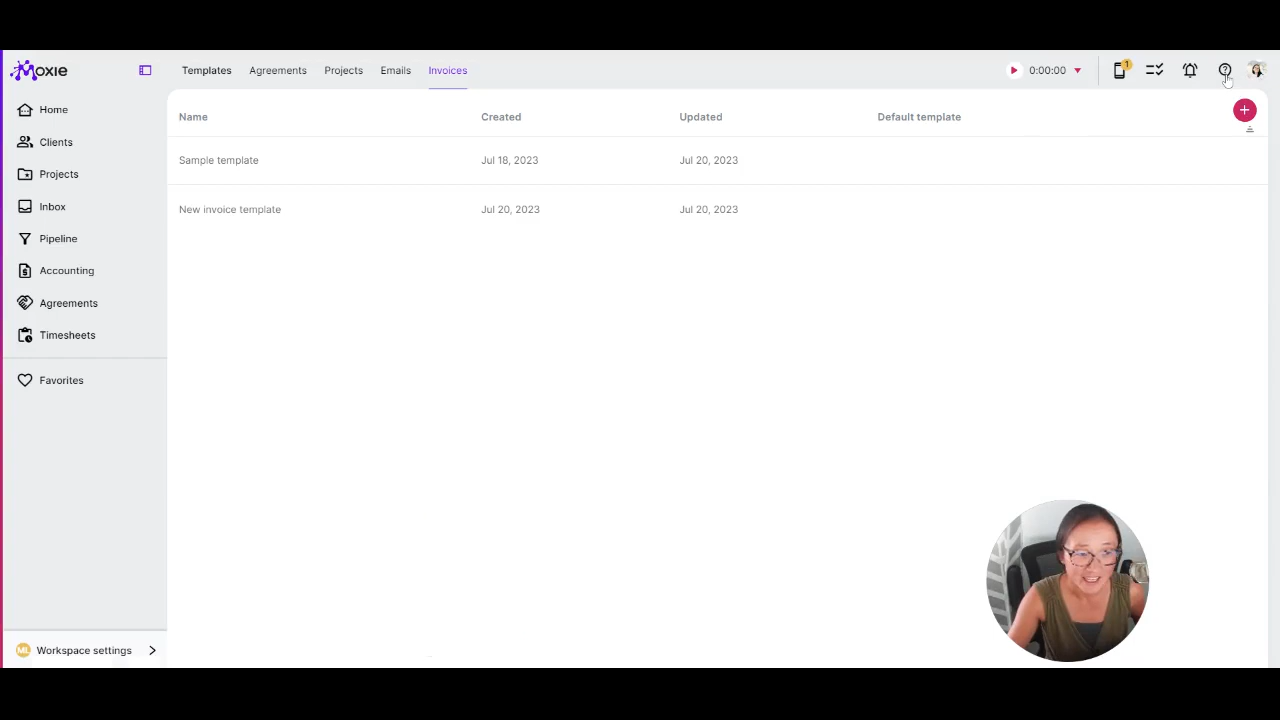 Moxie
Templates Agreements Projects Emails Invoices 0:00:00 1
Home
Clients
Projects
Inbox
Pipeline
Accounting
Agreements
Timesheets
Favorites
ML Workspace settings
Name Created Updated Default template
Sample template Jul 18, 2023 Jul 20, 2023
New invoice template Jul 20, 2023 Jul 20, 2023